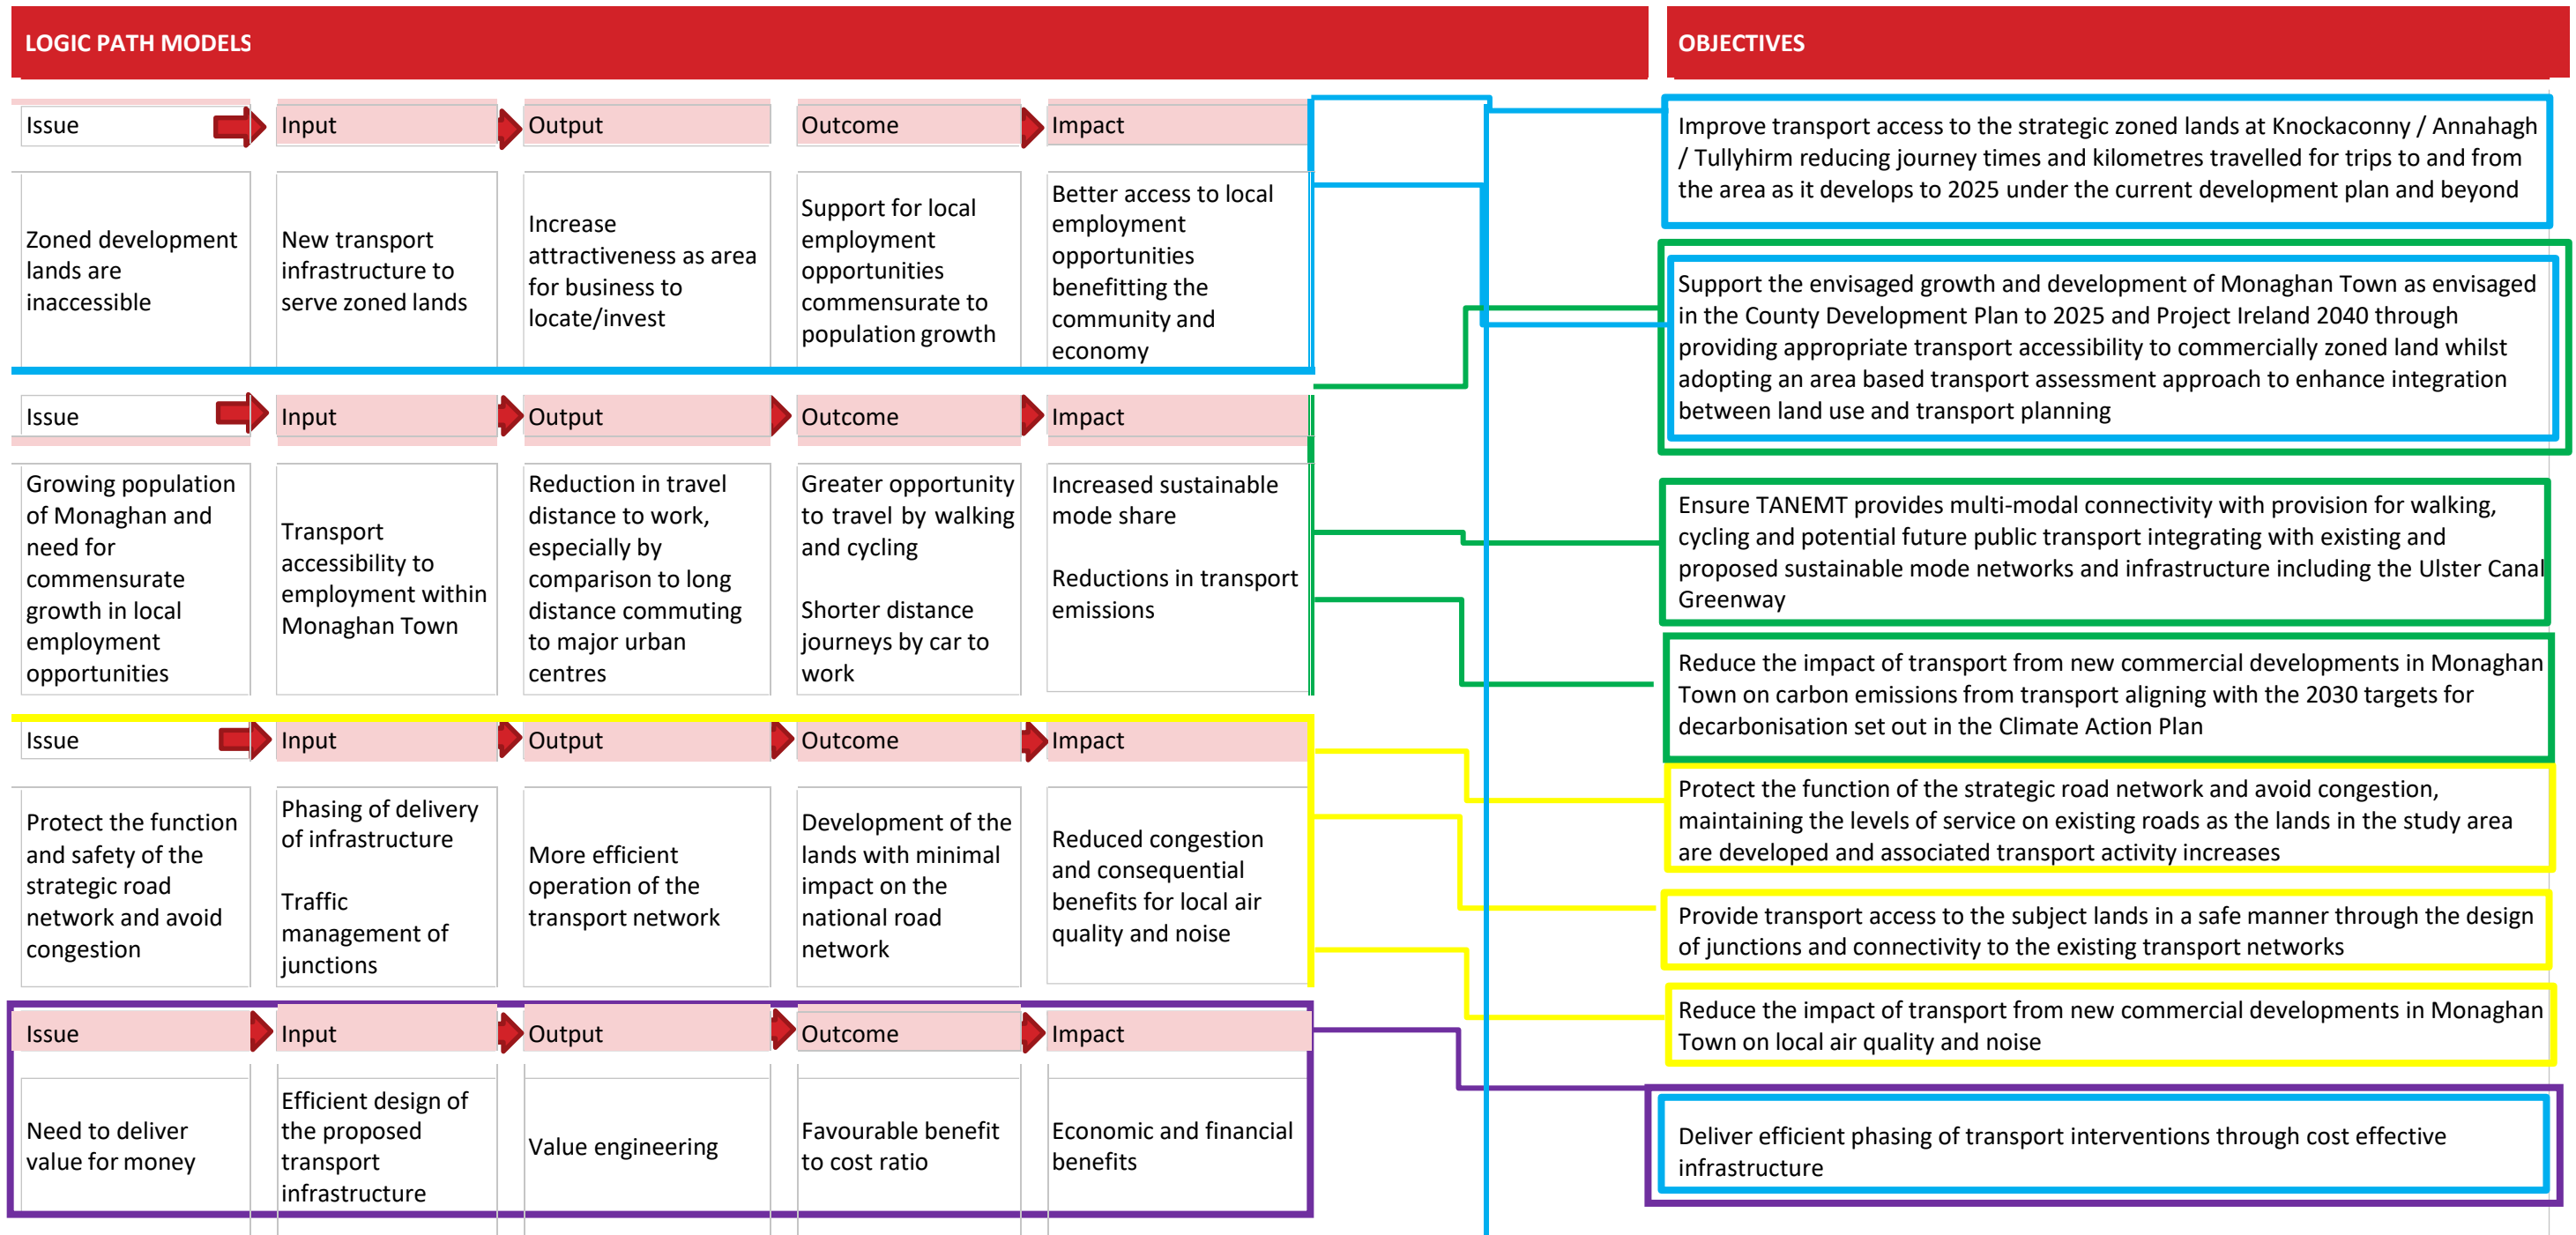 LOGIC PATH MODELS
OBJECTIVES
Issue
Input
Output
Outcome
Impact
Zoned development
lands are
inaccessible
New transport
infrastructure to
serve zoned lands
Increase
attractiveness as area
for business to
locate/invest
Support for local
employment
opportunities
commensurate to
population growth
Better access to local
employment
opportunities
benefitting the
community and
economy
Issue
Input
Output
Outcome
Impact
Growing population
of Monaghan and
need for
commensurate
growth in local
employment
opportunities
Transport
accessibility to
employment within
Monaghan Town
Reduction in travel
distance to work,
especially by
comparison to long
distance commuting
to major urban
centres
Greater opportunity
to travel by walking
and cycling
Shorter distance
journeys by car to
work
Increased sustainable
mode share
Reductions in transport
emissions
Issue
Input
Output
Outcome
Impact
Protect the function
and safety of the
strategic road
network and avoid
congestion
Phasing of delivery
of infrastructure
Traffic
management of
junctions
More efficient
operation of the
transport network
Development of the
lands with minimal
impact on the
national road
network
Reduced congestion
and consequential
benefits for local air
quality and noise
Issue
Input
Output
Outcome
Impact
Need to deliver
value for money
Efficient design of
the proposed
transport
infrastructure
Value engineering
Favourable benefit
to cost ratio
Economic and financial
benefits
Improve transport access to the strategic zoned lands at Knockaconny / Annahagh
/ Tullyhirm reducing journey times and kilometres travelled for trips to and from
the area as it develops to 2025 under the current development plan and beyond
Support the envisaged growth and development of Monaghan Town as envisaged
in the County Development Plan to 2025 and Project Ireland 2040 through
providing appropriate transport accessibility to commercially zoned land whilst
adopting an area based transport assessment approach to enhance integration
between land use and transport planning
Ensure TANEMT provides multi-modal connectivity with provision for walking,
cycling and potential future public transport integrating with existing and
proposed sustainable mode networks and infrastructure including the Ulster Canal
Greenway
Reduce the impact of transport from new commercial developments in Monaghan
Town on carbon emissions from transport aligning with the 2030 targets for
decarbonisation set out in the Climate Action Plan
Protect the function of the strategic road network and avoid congestion,
maintaining the levels of service on existing roads as the lands in the study area
are developed and associated transport activity increases
Provide transport access to the subject lands in a safe manner through the design
of junctions and connectivity to the existing transport networks
Reduce the impact of transport from new commercial developments in Monaghan
Town on local air quality and noise
Deliver efficient phasing of transport interventions through cost effective
infrastructure